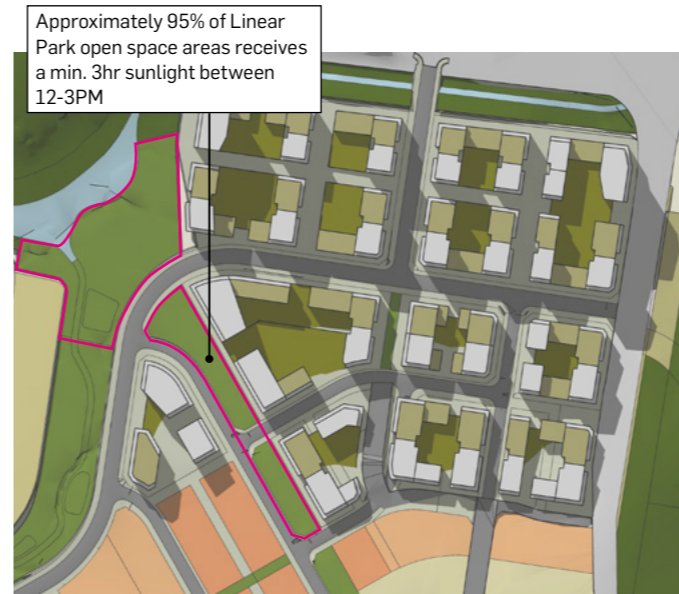 Approximately 95% of Linear
Park open space areas receives
a min. 3hr sunlight between
12-3PM